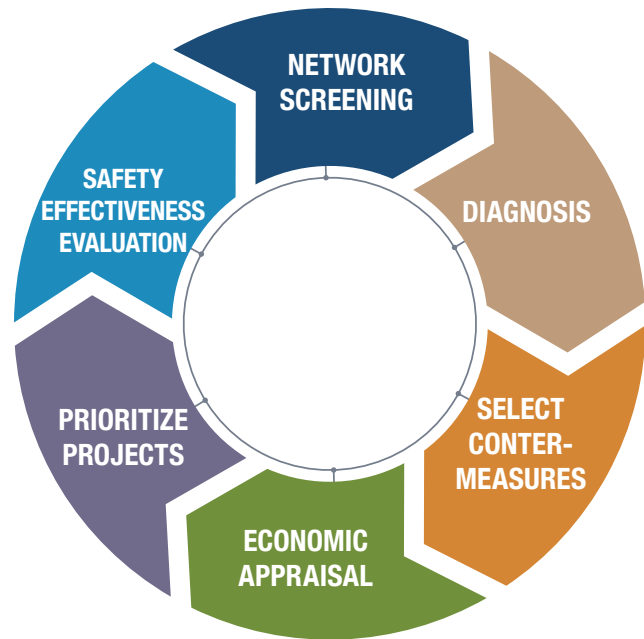 NETWORK
SCREENING
DIAGNOSIS
SELECT
CONTER-
MEASURES
ECONOMIC
APPRAISAL
PRIORITIZE
PROJECTS
SAFETY
EFFECTIVENESS
EVALUATION